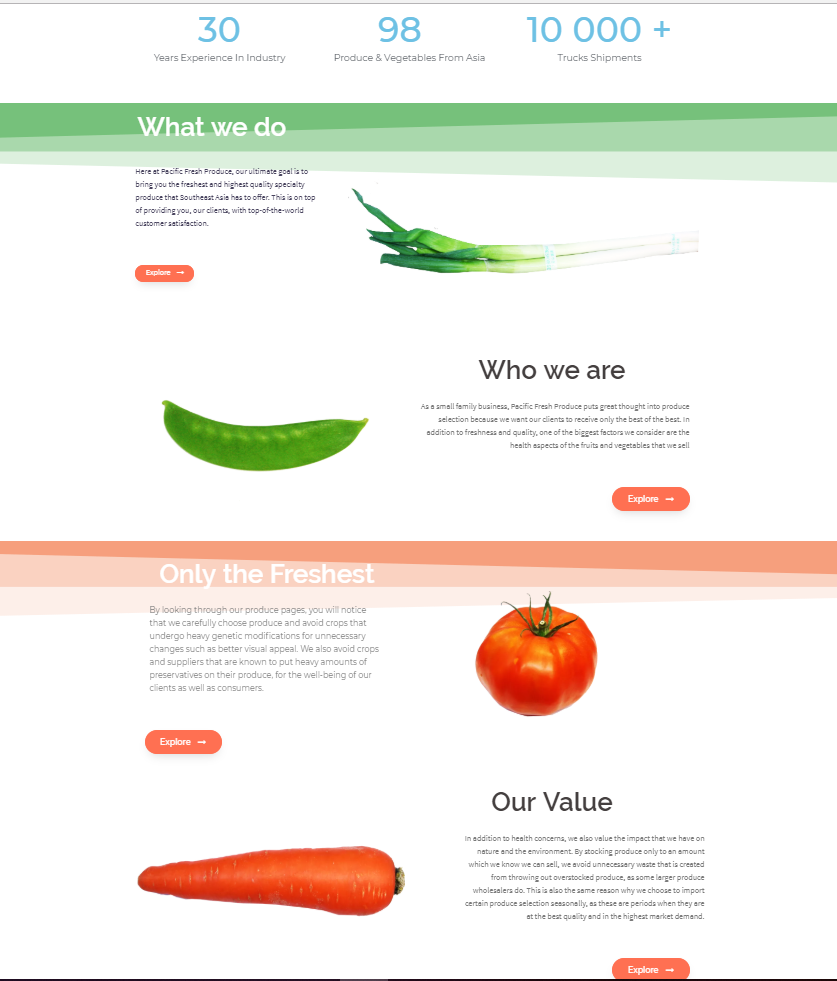 30
98
10 000 +
Years Experience In Industry
Produce & Vegetables From Asia
Trucks Shipments
What we do
Here at Pacific Fresh Produce, our ultimate goal is to
bring you the freshest and highest quality specialty
produce that Southeast Asia has to offer. This is on top
of providing you, our clients, with top-of-the-world
customer satisfaction.
Explore →
Who we are
As a small family business, Pacific Fresh Produce puts great thought into produce
selection because we want our clients to receive only the best of the best. In
addition to freshness and quality, one of the biggest factors we consider are the
health aspects of the fruits and vegetables that we sell
Explore →
Only the Freshest
By looking through our produce pages, you will notice
that we carefully choose produce and avoid crops that
undergo heavy genetic modifications for unnecessary
changes such as better visual appeal. We also avoid crops
and suppliers that are known to put heavy amounts of
preservatives on their produce, for the well-being of our
clients as well as consumers.
Explore →
Our Value
In addition to health concerns, we also value the impact that we have on
nature and the environment. By stocking produce only to an amount
which we know we can sell, we avoid unnecessary waste that is created
from throwing out overstocked produce, as some larger produce
wholesalers do. This is also the same reason why we choose to import
certain produce selection seasonally, as these are periods when they are
at the best quality and in the highest market demand.
Explore →